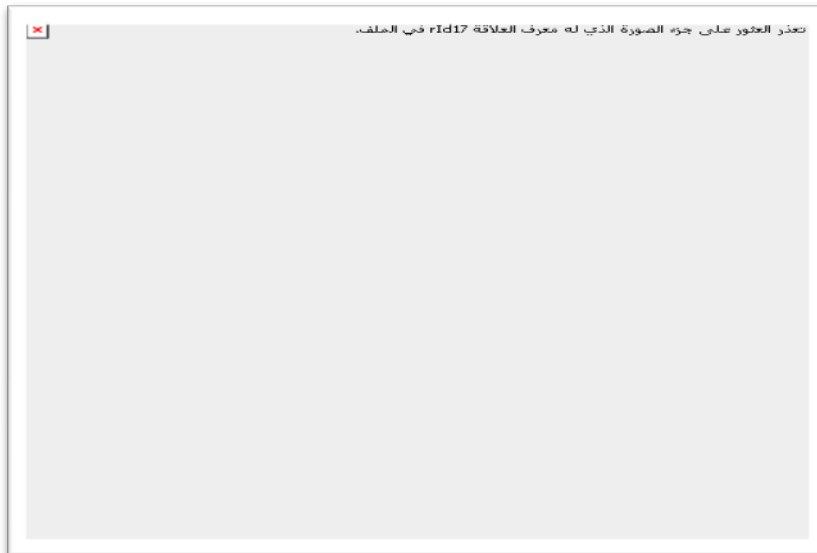 تعذر العثور على جزء الصورة الذي له معرف العلاقة rId17 في الملف.